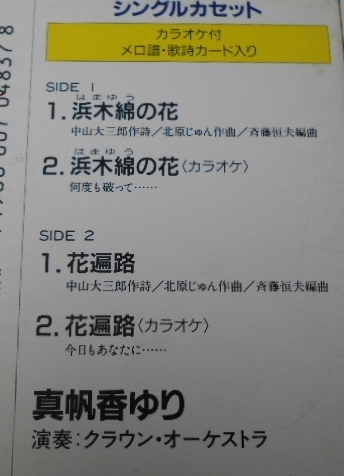 シングルカセット
カラオケ付
メロ譜・歌詩カード入り
SIDE 1
はまゆう
1. 浜木綿の花
中山大三郎作詩／北原じゅん作曲／斉藤恒夫編曲
はまゆう
2. 浜木綿の花〈カラオケ〉
何度も破って……
SIDE 2
1. 花遍路
中山大三郎作詩／北原じゅん作曲／斉藤恒夫編曲
2. 花遍路〈カラオケ〉
今日もあなたに……
真帆香ゆり
演奏：クラウン・オーケストラ